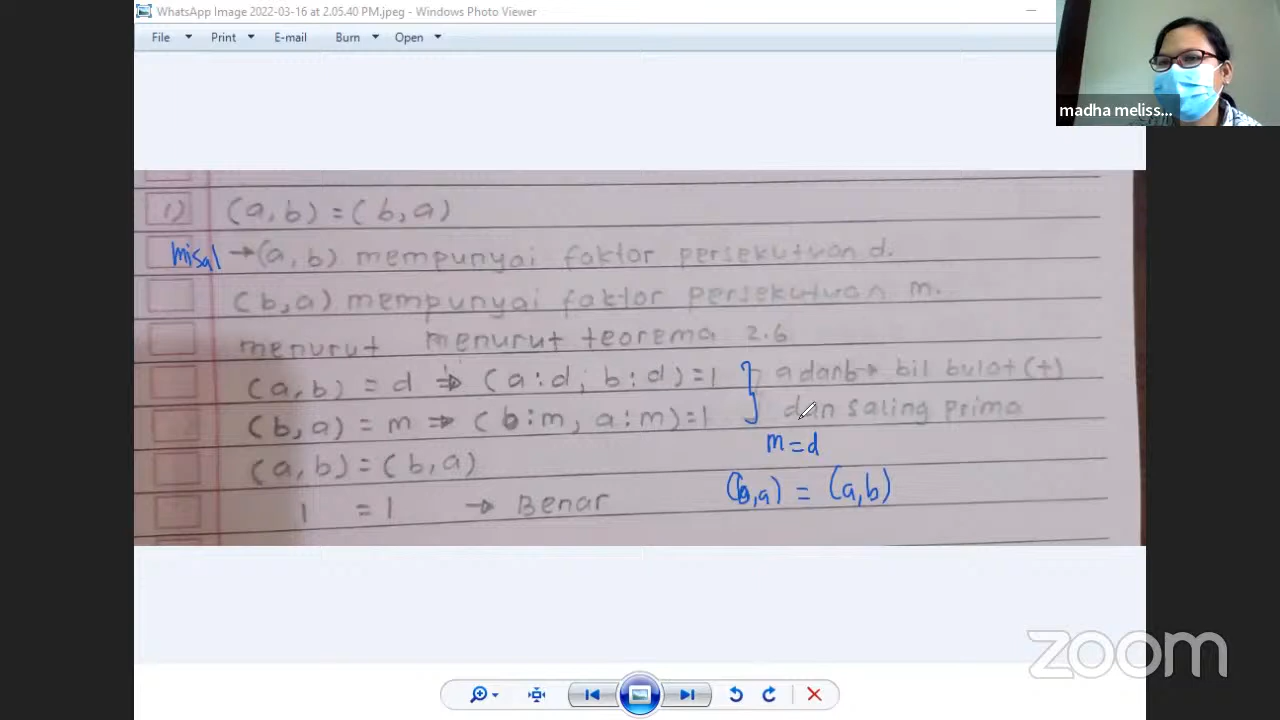 WhatsApp Image 2022-03-16 at 2.05.40 PM.jpeg - Windows Photo Viewer
File Print E-mail Burn Open
madha meliss...
1) (a, b) = (b, a)
misal → (a, b) mempunyai faktor persekutuan d.
(b, a) mempunyai faktor persekutuan m.
menurut menurut teorema 2.6
(a, b) = d ⇒ (a : d, b : d) = 1 a dan b → bil bulat (+)
(b, a) = m ⇒ (b : m, a : m) = 1 dan saling prima
m = d
(a, b) = (b, a)
(b,a) = (a,b)
1 = 1 → Benar
zoom